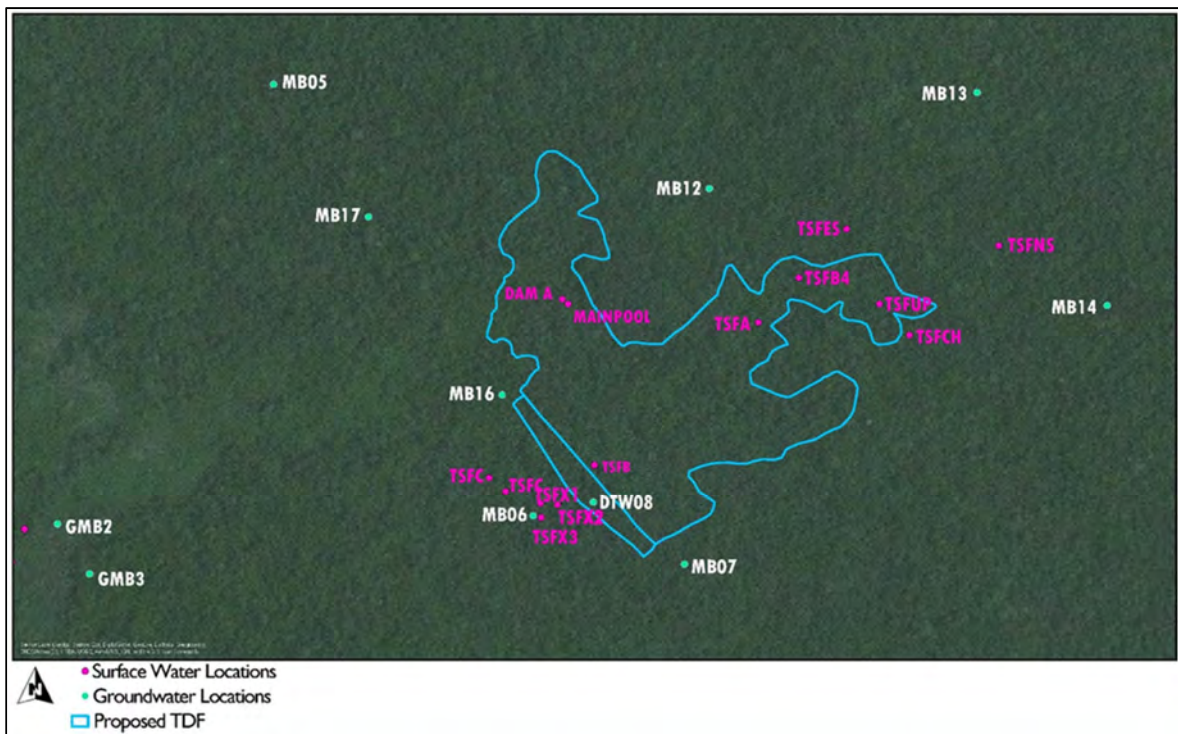 MB05
MB13
MB12
MB17
TSFES
TSFNS
TSFB4
DAM A
MAINPOOL
TSFUP
MB14
TSFA
TSFCH
MB16
TSFB
TSFC
TSFC
TSFX1
DTW08
MB06
TSFX2
TSFX3
GMB2
MB07
GMB3
Surface Water Locations
Groundwater Locations
Proposed TDF